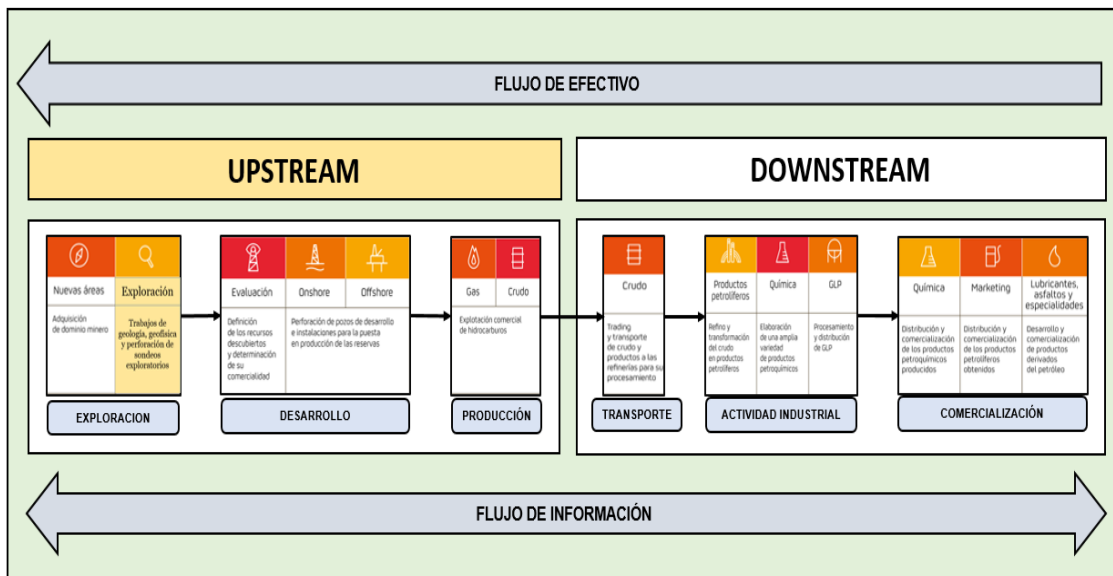 FLUJO DE EFECTIVO
UPSTREAM
DOWNSTREAM
Nuevas áreas
Adquisición
de dominio minero
Exploración
Trabajos de
geología, geofísica
y perforación de
sondeos
exploratorios
EXPLORACION
Evaluación
Definición
de los recursos
descubiertos y
determinación
de su
comercialidad
Onshore
Offshore
Perforación de pozos de desarrollo
e instalaciones para la puesta
en producción de las reservas
DESARROLLO
Gas
Crudo
Explotación comercial
de hidrocarburos
PRODUCCIÓN
Crudo
Trading
y transporte
de crudo y
productos a las
refinerías para su
procesamiento
TRANSPORTE
Productos
petrolíferos
Refino y
transformación
del crudo
en productos
petrolíferos
Química
Elaboración
de una amplia
variedad
de productos
petroquímicos
GLP
Procesamiento
y distribución
de GLP
ACTIVIDAD INDUSTRIAL
Química
Distribución y
comercialización
de los productos
petroquímicos
producidos
Marketing
Distribución y
comercialización
de los productos
petrolíferos
obtenidos
Lubricantes,
asfaltos y
especialidades
Desarrollo y
comercialización
de productos
derivados
del petróleo
COMERCIALIZACIÓN
FLUJO DE INFORMACIÓN